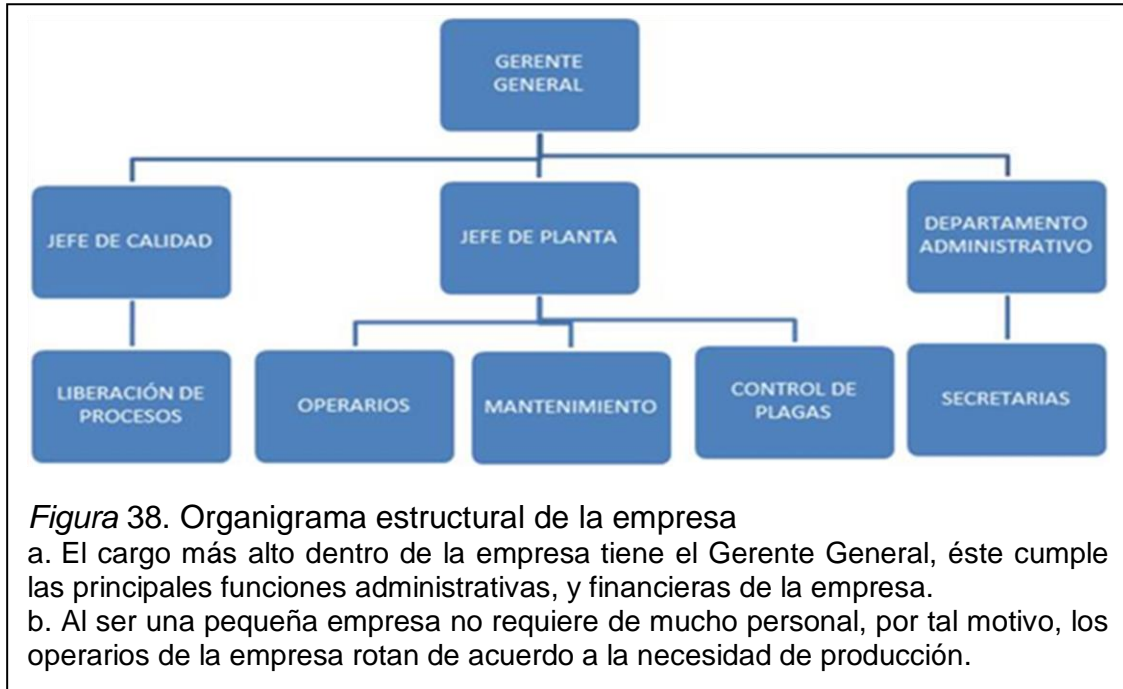 GERENTE
GENERAL
JEFE DE CALIDAD
JEFE DE PLANTA
DEPARTAMENTO
ADMINISTRATIVO
LIBERACIÓN DE
PROCESOS
OPERARIOS
MANTENIMIENTO
CONTROL DE
PLAGAS
SECRETARIAS
Figura 38. Organigrama estructural de la empresa
a. El cargo más alto dentro de la empresa tiene el Gerente General, éste cumple
las principales funciones administrativas, y financieras de la empresa.
b. Al ser una pequeña empresa no requiere de mucho personal, por tal motivo, los
operarios de la empresa rotan de acuerdo a la necesidad de producción.